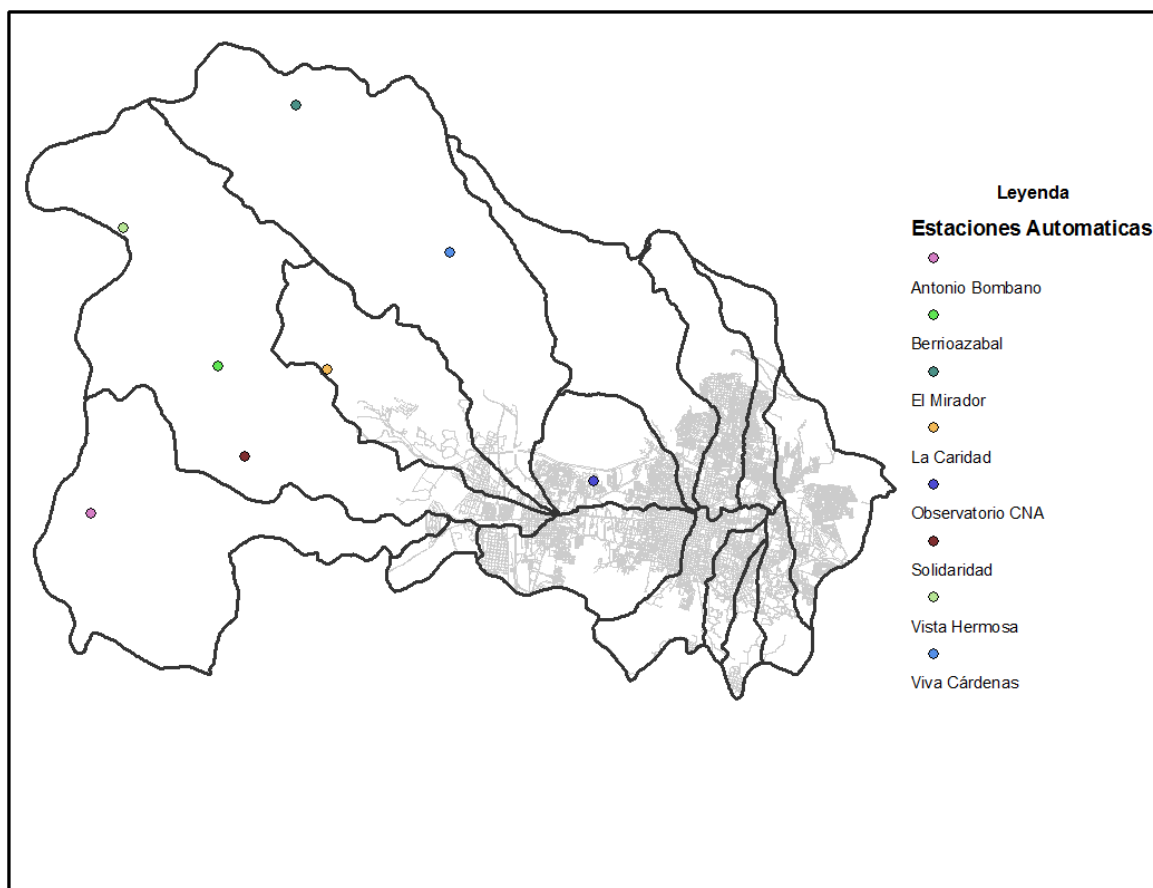 Leyenda
Estaciones Automaticas
Antonio Bombano
Berrioazabal
El Mirador
La Caridad
Observatorio CNA
Solidaridad
Vista Hermosa
Viva Cárdenas